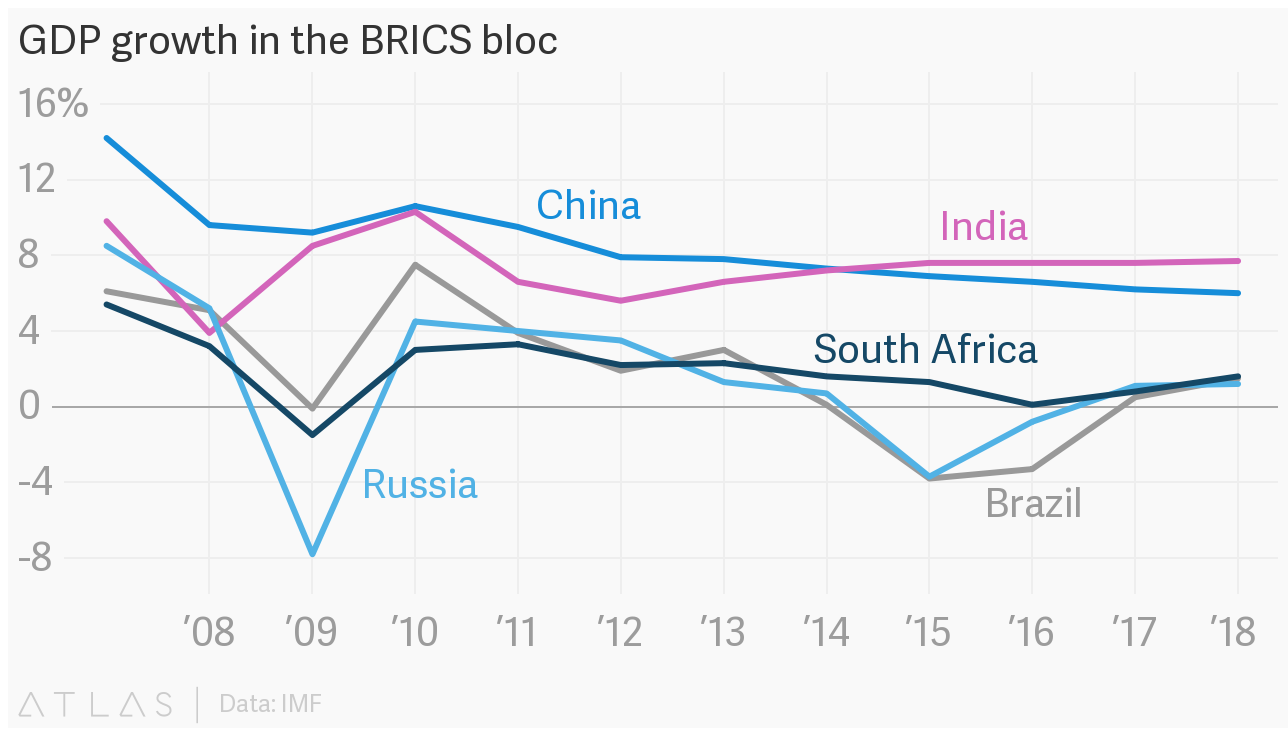 GDP growth in the BRICS bloc
16%
12
China
India
8
4
South Africa
0
-4
Russia
Brazil
-8
’08 ’09 ’10 ’11 ’12 ’13 ’14 ’15 ’16 ’17 ’18
ATLAS | Data: IMF